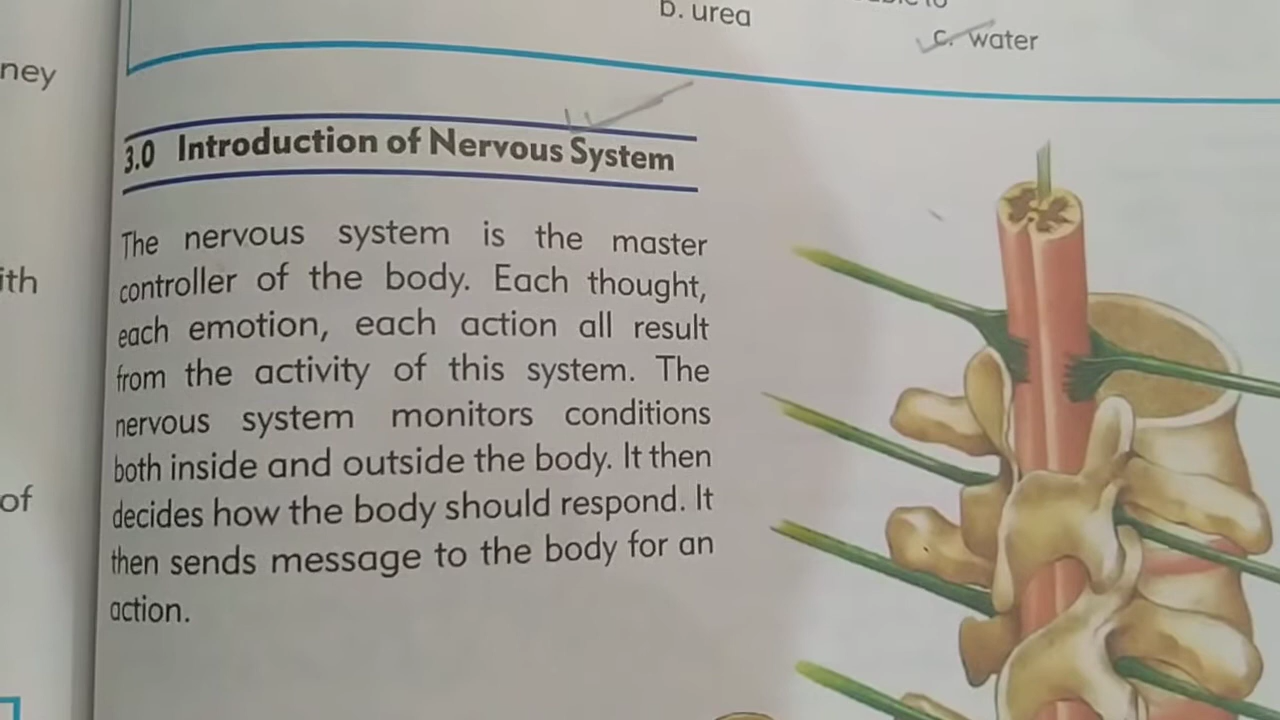 b. urea
c. water
ney
ith
of
3.0 Introduction of Nervous System
The nervous system is the master
controller of the body. Each thought,
each emotion, each action all result
from the activity of this system. The
nervous system monitors conditions
both inside and outside the body. It then
decides how the body should respond. It
then sends message to the body for an
action.